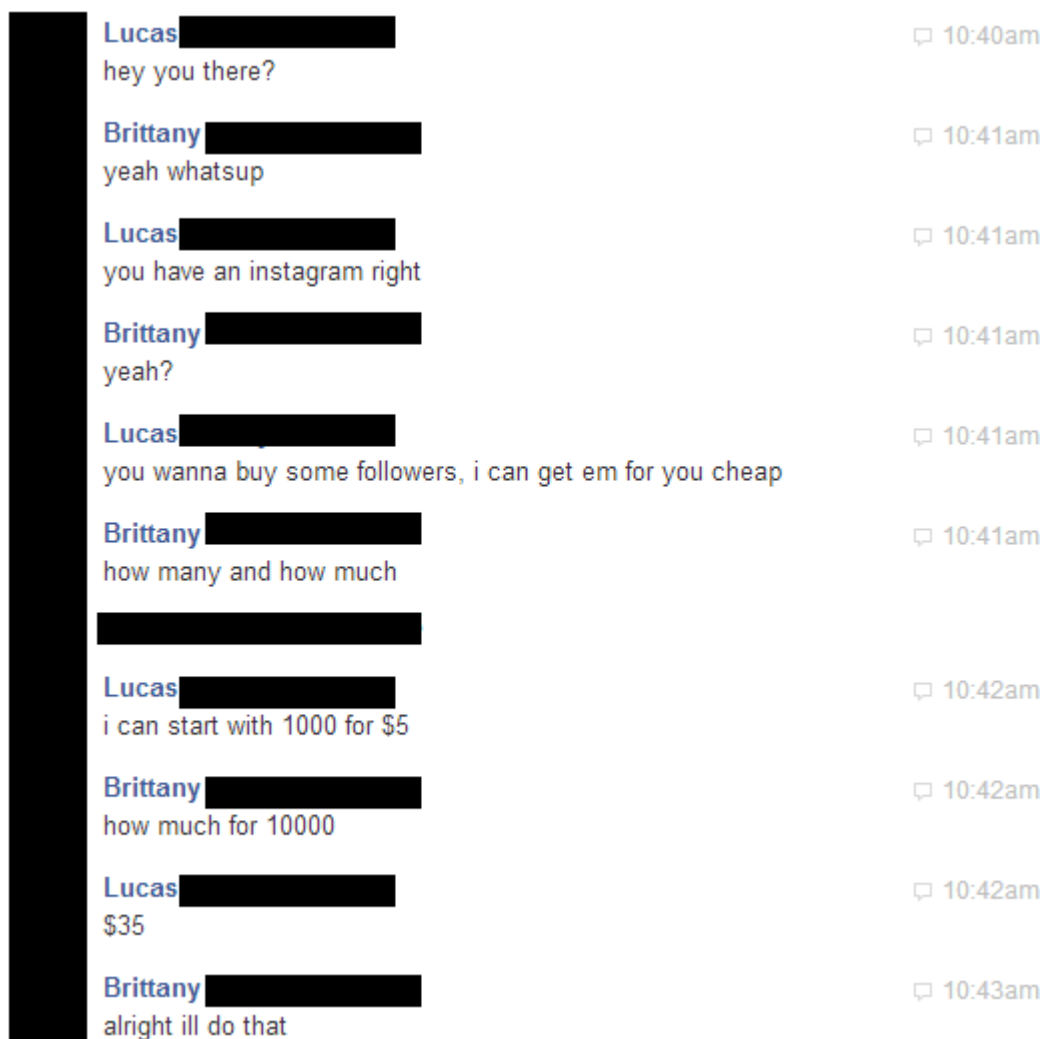 Lucas 10:40am
hey you there?
Brittany 10:41am
yeah whatsup
Lucas 10:41am
you have an instagram right
Brittany 10:41am
yeah?
Lucas 10:41am
you wanna buy some followers, i can get em for you cheap
Brittany 10:41am
how many and how much
Lucas 10:42am
i can start with 1000 for $5
Brittany 10:42am
how much for 10000
Lucas 10:42am
$35
Brittany 10:43am
alright ill do that